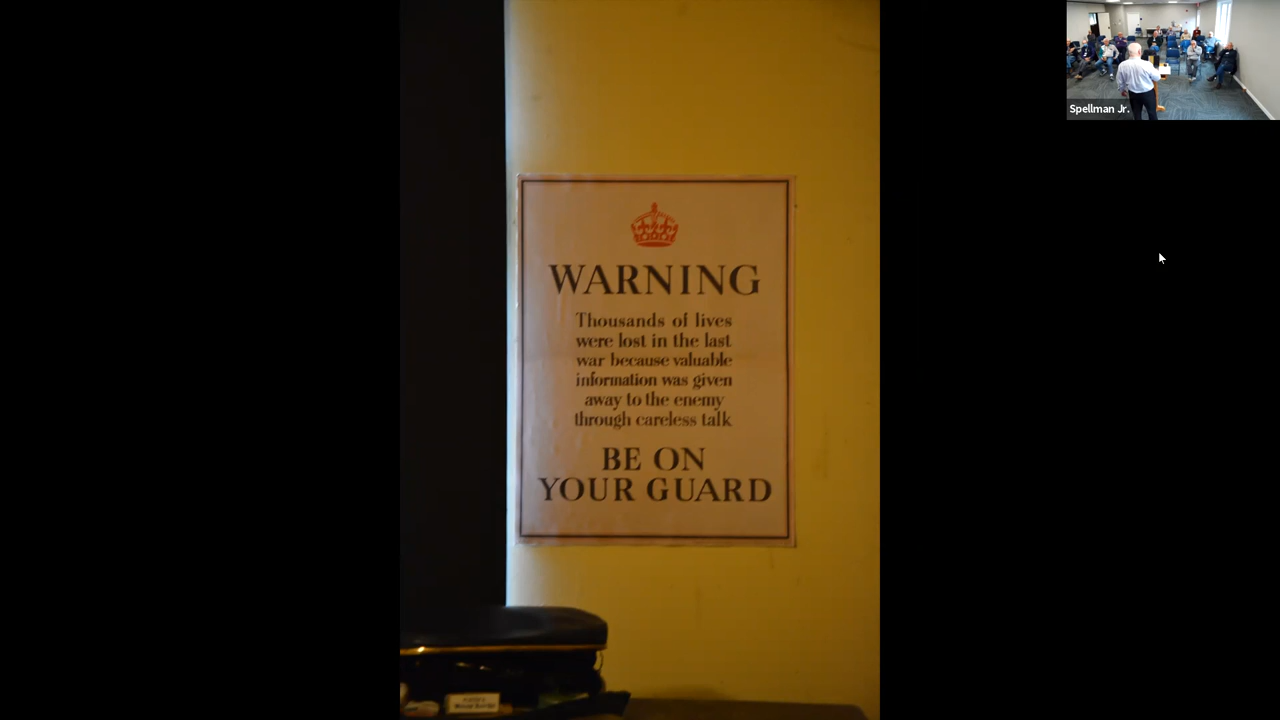 WARNING
Thousands of lives
were lost in the last
war because valuable
information was given
away to the enemy
through careless talk
BE ON
YOUR GUARD
Spellman Jr.